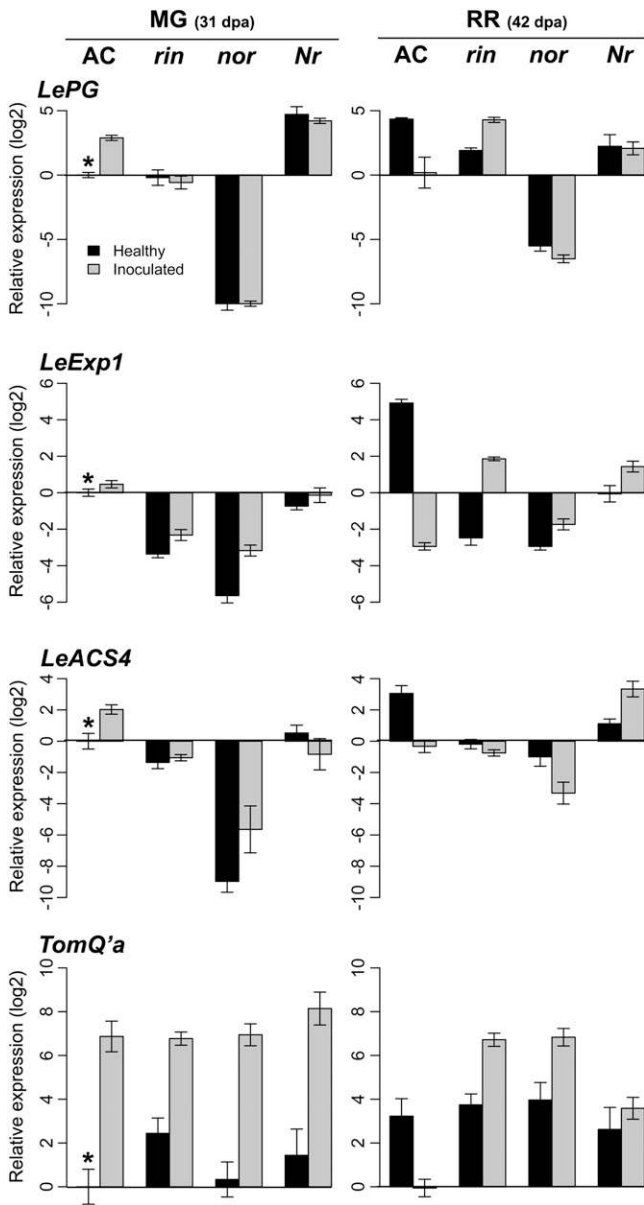 MG (31 dpa) RR (42 dpa)
AC rin nor Nr AC rin nor Nr
LePG
Relative expression (log2)
5 0 -5 -10
*
Healthy
Inoculated
5 0 -5 -10
LeExp1
Relative expression (log2)
6 4 2 0 -2 -4 -6
*
6 4 2 0 -2 -4 -6
LeACS4
Relative expression (log2)
4 2 0 -2 -4 -6 -8 -10
*
4 2 0 -2 -4 -6 -8 -10
TomQ'a
Relative expression (log2)
10 8 6 4 2 0
*
10 8 6 4 2 0